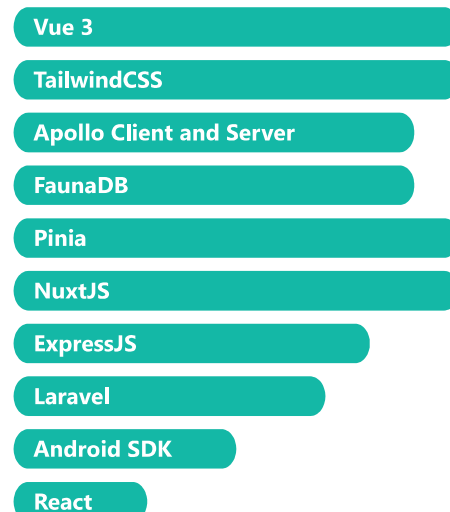 Vue 3
TailwindCSS
Apollo Client and Server
FaunaDB
Pinia
NuxtJS
ExpressJS
Laravel
Android SDK
React